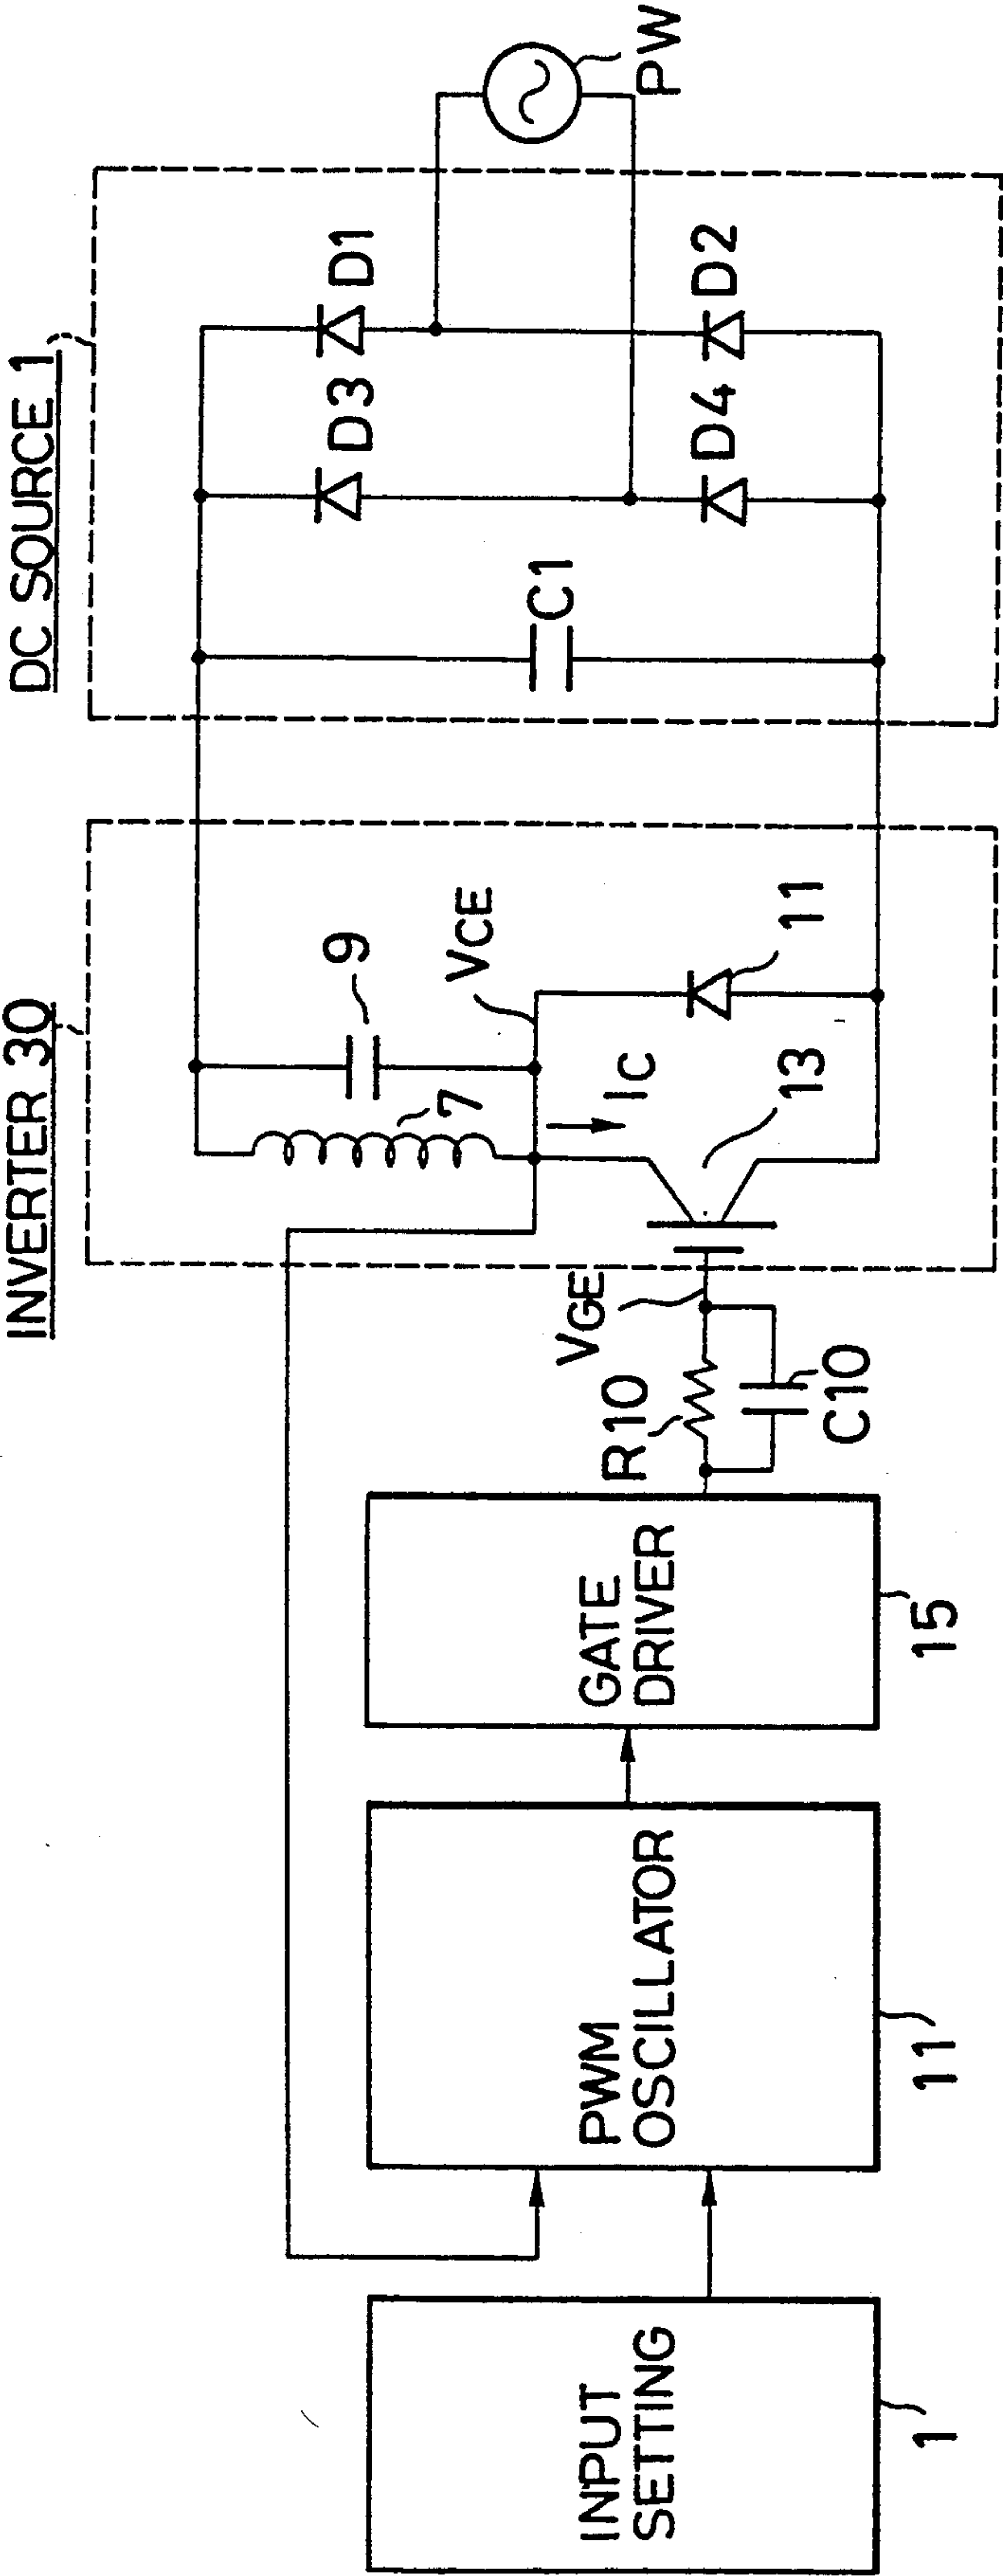 INVERTER 30
DC SOURCE 1
INPUT
SETTING
1
PWM
OSCILLATOR
11
GATE
DRIVER
15
R10
C10
VGE
7
9
VCE
IC
13
11
C1
D3
D1
D4
D2
PW